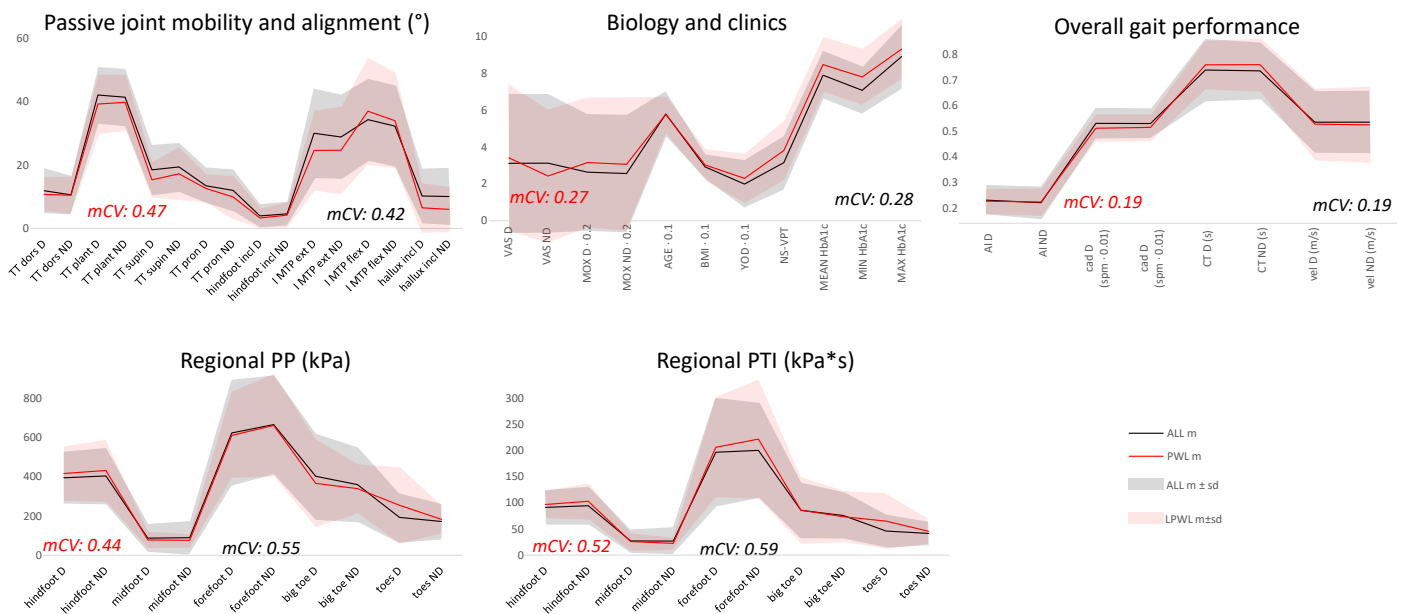 Passive joint mobility and alignment (°)
60
40
20
0
mCV: 0.47
mCV: 0.42
TT dors D
TT dors ND
TT plant D
TT plant ND
TT supin D
TT supin ND
TT pron D
TT pron ND
hindfoot incl D
hindfoot incl ND
I MTP ext D
I MTP ext ND
I MTP flex D
I MTP flex ND
hallux incl D
hallux incl ND
Biology and clinics
10
8
6
4
2
0
mCV: 0.27
mCV: 0.28
VAS D
VAS ND
MOX D · 0.2
MOX ND · 0.2
AGE · 0.1
BMI · 0.1
YOD · 0.1
NS-VPT
MEAN HbA1c
MIN HbA1c
MAX HbA1c
Overall gait performance
0.8
0.7
0.6
0.5
0.4
0.3
0.2
mCV: 0.19
mCV: 0.19
AI D
AI ND
cad D
(spm · 0.01)
cad D
(spm · 0.01)
CT D (s)
CT ND (s)
vel D (m/s)
vel ND (m/s)
Regional PP (kPa)
800
600
400
200
0
mCV: 0.44
mCV: 0.55
hindfoot D
hindfoot ND
midfoot D
midfoot ND
forefoot D
forefoot ND
big toe D
big toe ND
toes D
toes ND
Regional PTI (kPa*s)
300
250
200
150
100
50
0
mCV: 0.52
mCV: 0.59
hindfoot D
hindfoot ND
midfoot D
midfoot ND
forefoot D
forefoot ND
big toe D
big toe ND
toes D
toes ND
ALL m
PWL m
ALL m ± sd
LPWL m±sd